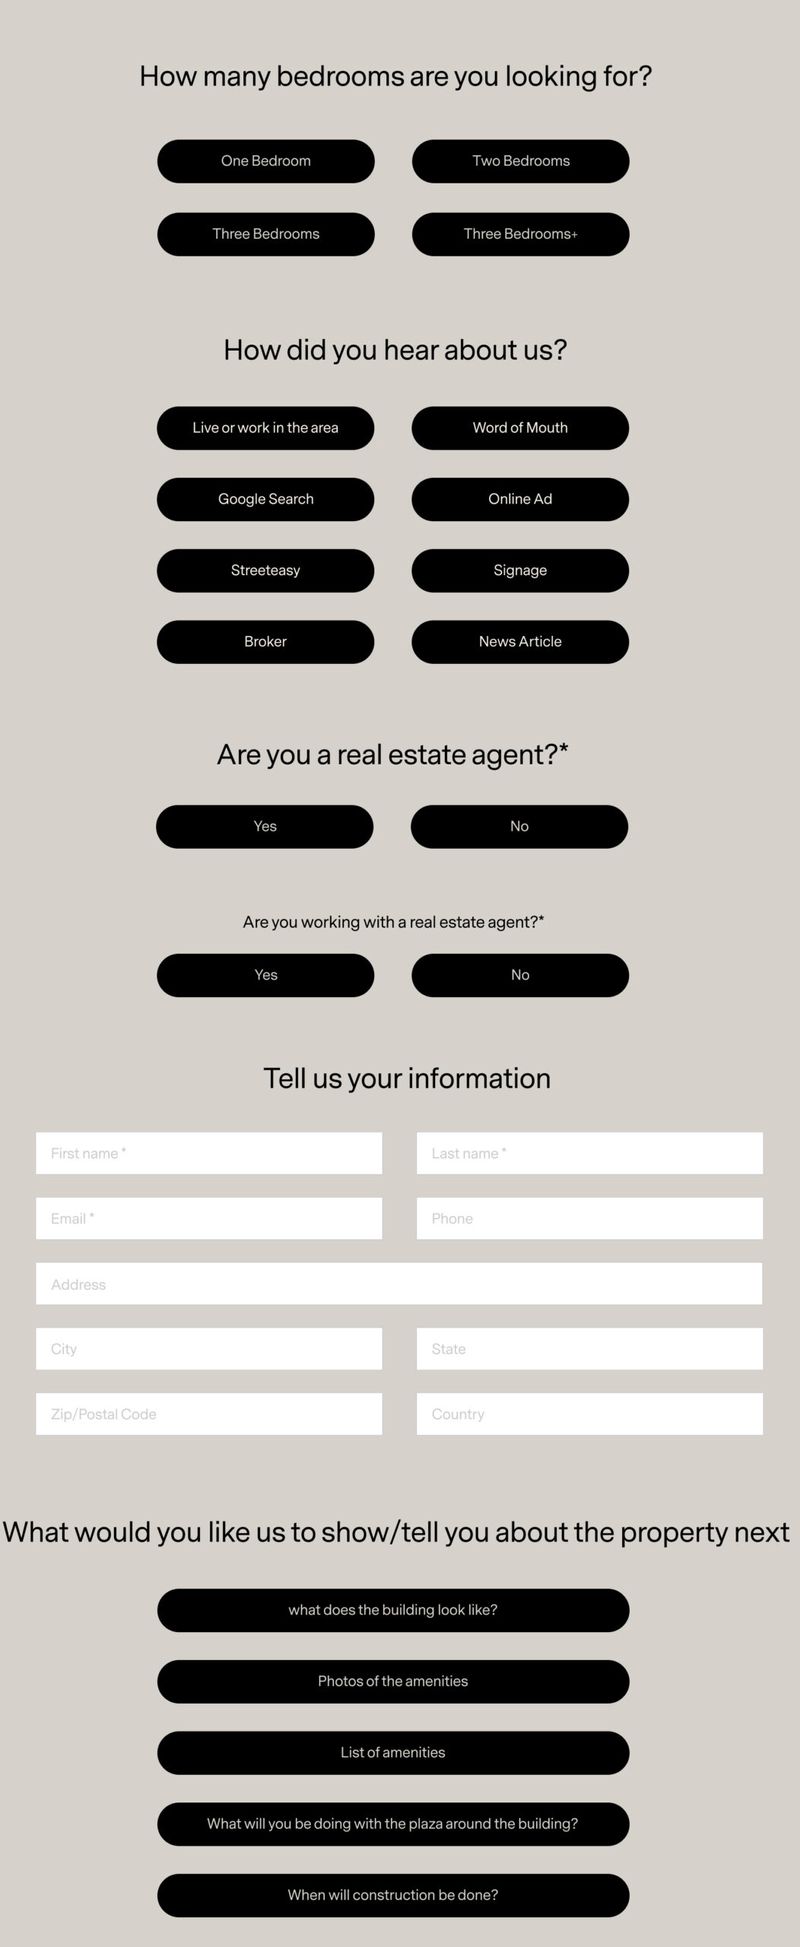 How many bedrooms are you looking for?
One Bedroom
Two Bedrooms
Three Bedrooms
Three Bedrooms+
How did you hear about us?
Live or work in the area
Word of Mouth
Google Search
Online Ad
Streeteasy
Signage
Broker
News Article
Are you a real estate agent?*
Yes
No
Are you working with a real estate agent?*
Yes
No
Tell us your information
First name *
Last name *
Email *
Phone
Address
City
State
Zip/Postal Code
Country
What would you like us to show/tell you about the property next
what does the building look like?
Photos of the amenities
List of amenities
What will you be doing with the plaza around the building?
When will construction be done?